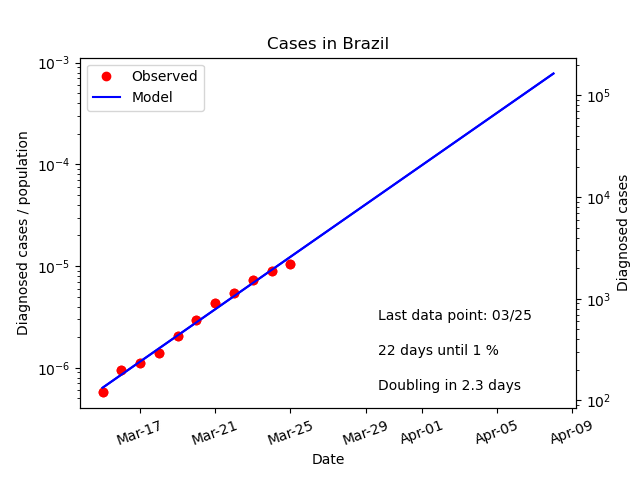 Cases in Brazil
Observed
Model
Diagnosed cases / population
10⁻³
10⁻⁴
10⁻⁵
10⁻⁶
Diagnosed cases
10⁵
10⁴
10³
10²
Last data point: 03/25
22 days until 1 %
Doubling in 2.3 days
Mar-17
Mar-21
Mar-25
Mar-29
Apr-01
Apr-05
Apr-09
Date